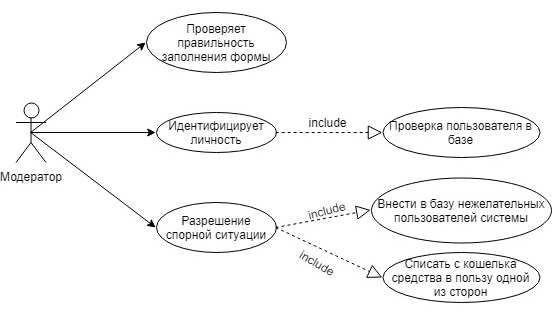 Проверяет
правильность
заполнения формы
Модератор
Идентифицирует
личность
include
Проверка пользователя в
базе
Разрешение
спорной ситуации
include
Внести в базу нежелательных
пользователей системы
include
Списать с кошелька
средства в пользу одной
из сторон